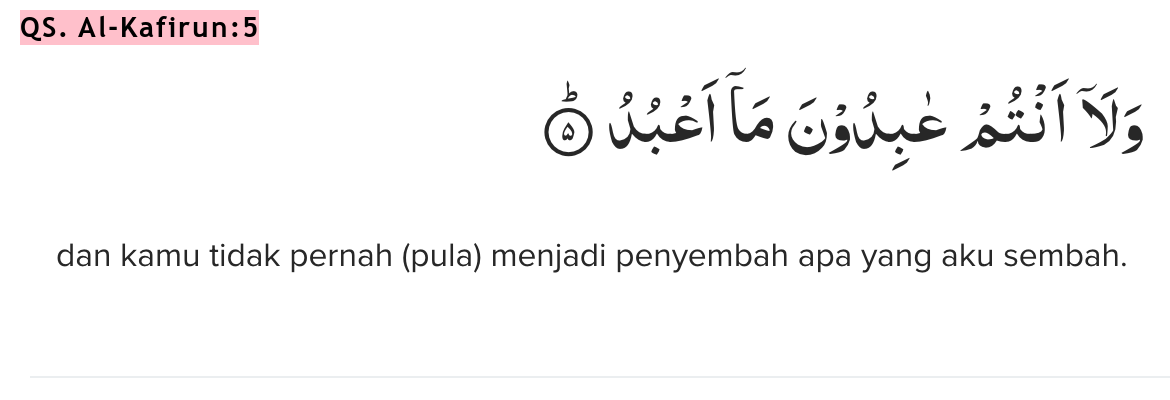 QS. Al-Kafirun:5
وَلَآ اَنْتُمْ عٰبِدُوْنَ مَآ اَعْبُدُ ۗ ٥
dan kamu tidak pernah (pula) menjadi penyembah apa yang aku sembah.